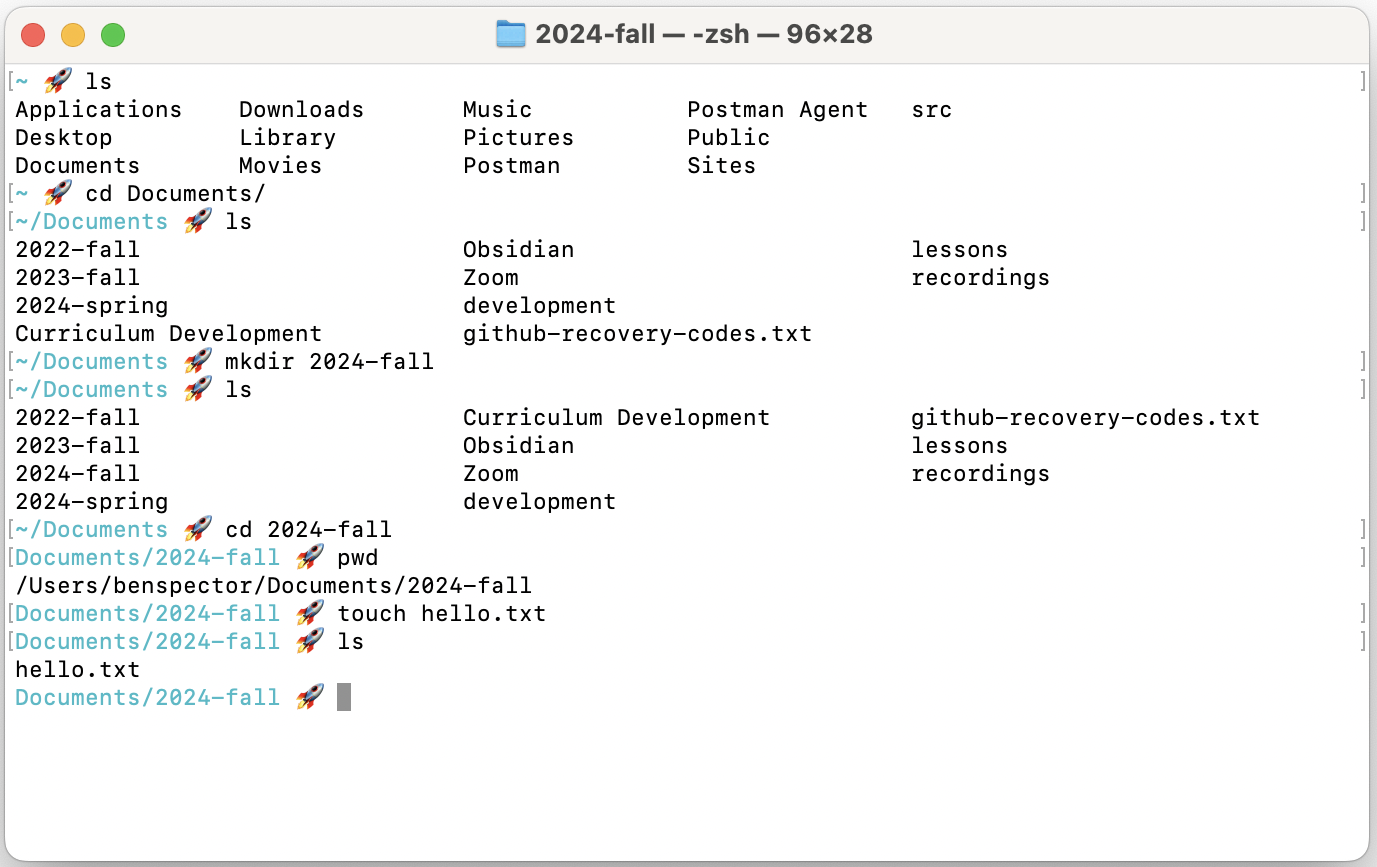 2024-fall — -zsh — 96×28
[~ 🚀 ls ]
Applications    Downloads       Music           Postman Agent   src
Desktop         Library         Pictures        Public
Documents       Movies          Postman         Sites
[~ 🚀 cd Documents/ ]
[~/Documents 🚀 ls ]
2022-fall                       Obsidian                        lessons
2023-fall                       Zoom                            recordings
2024-spring                     development
Curriculum Development          github-recovery-codes.txt
[~/Documents 🚀 mkdir 2024-fall ]
[~/Documents 🚀 ls ]
2022-fall                       Curriculum Development          github-recovery-codes.txt
2023-fall                       Obsidian                        lessons
2024-fall                       Zoom                            recordings
2024-spring                     development
[~/Documents 🚀 cd 2024-fall ]
[Documents/2024-fall 🚀 pwd ]
/Users/benspector/Documents/2024-fall
[Documents/2024-fall 🚀 touch hello.txt ]
[Documents/2024-fall 🚀 ls ]
hello.txt
Documents/2024-fall 🚀